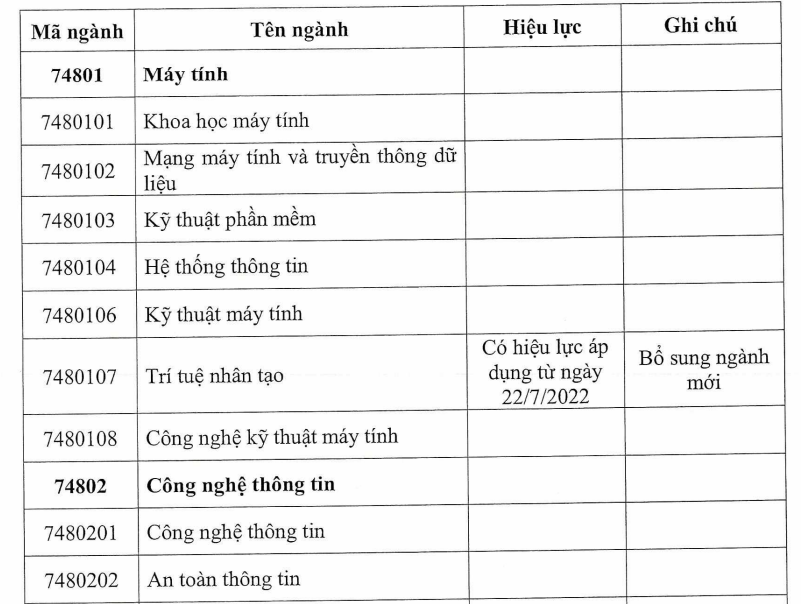 Mã ngành Tên ngành Hiệu lực Ghi chú
74801 Máy tính
7480101 Khoa học máy tính
7480102 Mạng máy tính và truyền thông dữ
liệu
7480103 Kỹ thuật phần mềm
7480104 Hệ thống thông tin
7480106 Kỹ thuật máy tính
7480107 Trí tuệ nhân tạo Có hiệu lực áp
dụng từ ngày
22/7/2022 Bổ sung ngành
mới
7480108 Công nghệ kỹ thuật máy tính
74802 Công nghệ thông tin
7480201 Công nghệ thông tin
7480202 An toàn thông tin